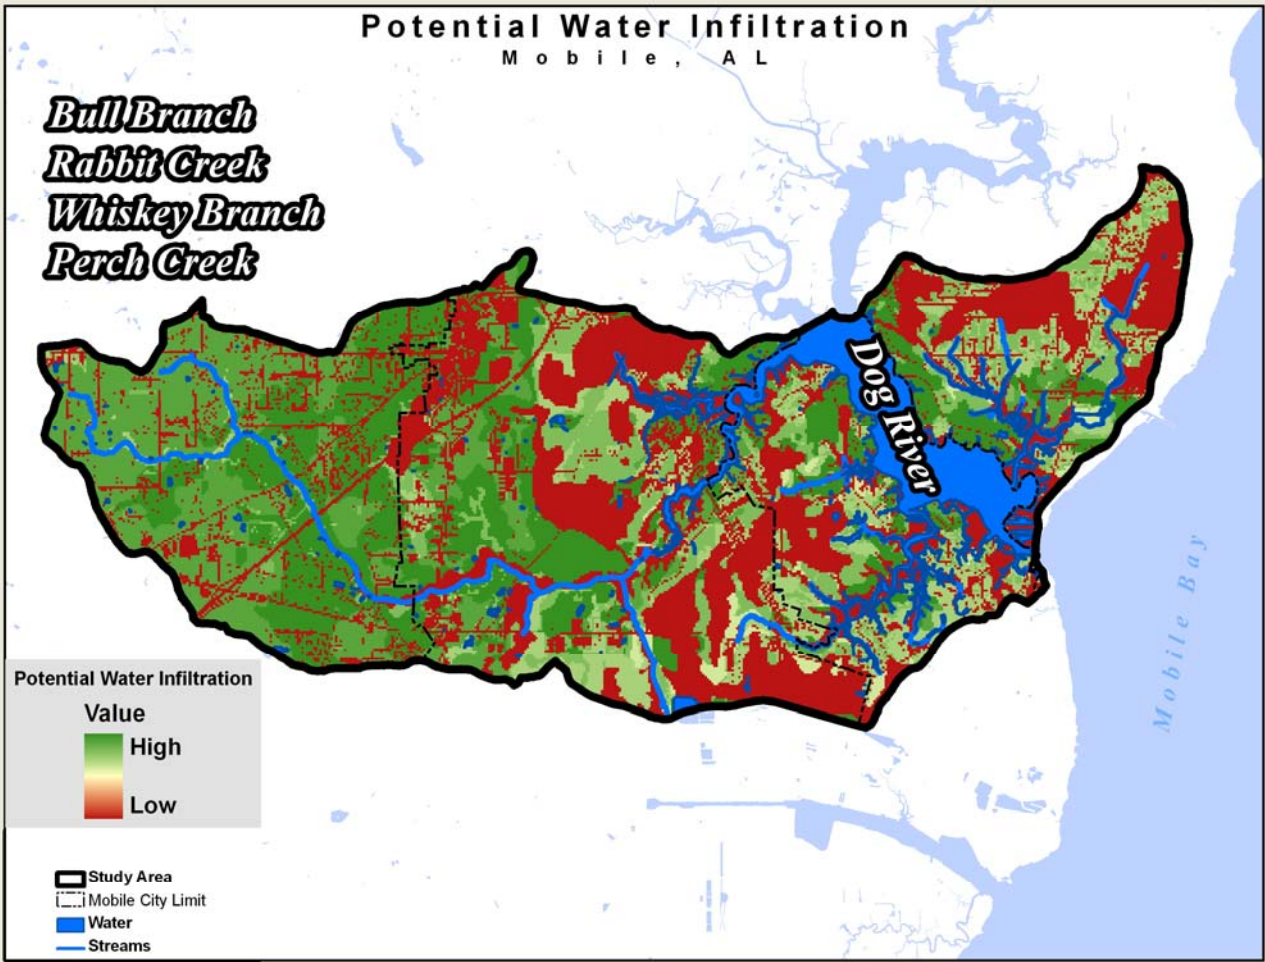 Potential Water Infiltration
Mobile, AL
Bull Branch
Rabbit Creek
Whiskey Branch
Perch Creek
Dog River
Mobile Bay
Potential Water Infiltration
Value
High
Low
Study Area
Mobile City Limit
Water
Streams